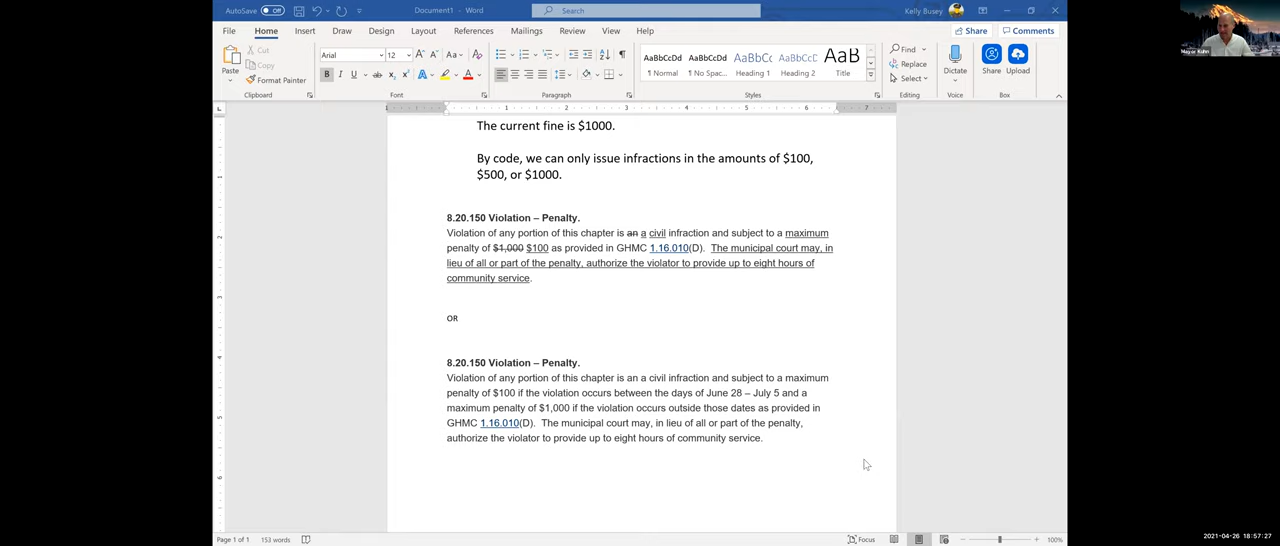 AutoSave Off Document1 - Word Search Kelly Busey
File Home Insert Draw Design Layout References Mailings Review View Help Share Comments
Paste Cut Copy Format Painter Clipboard
Arial 12 Font
Paragraph
AaBbCcDd AaBbCcDd AaBbCc AaBbCcD AaB
¶ Normal ¶ No Spac... Heading 1 Heading 2 Title
Styles
Find Replace Select Editing
Dictate Voice
Share Upload Box
Mayor Kuhn
The current fine is $1000.
By code, we can only issue infractions in the amounts of $100,
$500, or $1000.
8.20.150 Violation – Penalty.
Violation of any portion of this chapter is an a civil infraction and subject to a maximum
penalty of $1,000 $100 as provided in GHMC 1.16.010(D). The municipal court may, in
lieu of all or part of the penalty, authorize the violator to provide up to eight hours of
community service.
OR
8.20.150 Violation – Penalty.
Violation of any portion of this chapter is an a civil infraction and subject to a maximum
penalty of $100 if the violation occurs between the days of June 28 – July 5 and a
maximum penalty of $1,000 if the violation occurs outside those dates as provided in
GHMC 1.16.010(D). The municipal court may, in lieu of all or part of the penalty,
authorize the violator to provide up to eight hours of community service.
Page 1 of 1 153 words Focus 100%
2021-04-26 18:57:27